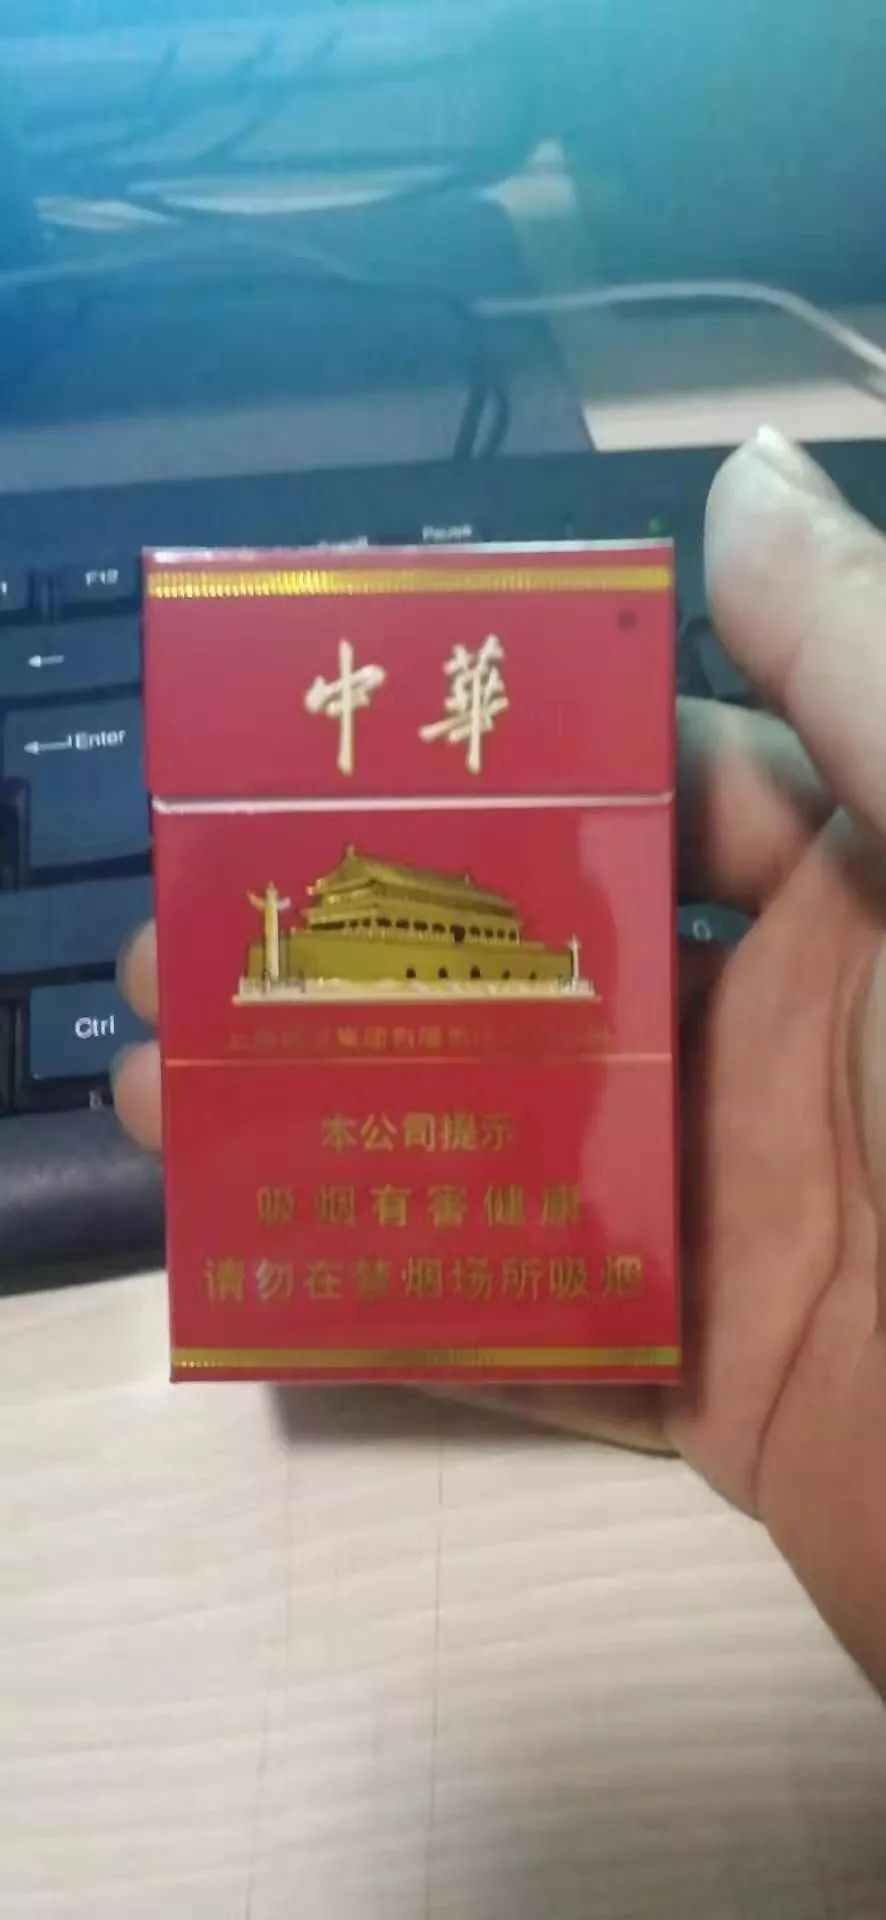 Pause
F12
中華
Enter
Ctrl
本公司提示
吸烟有害健康
请勿在禁烟场所吸烟